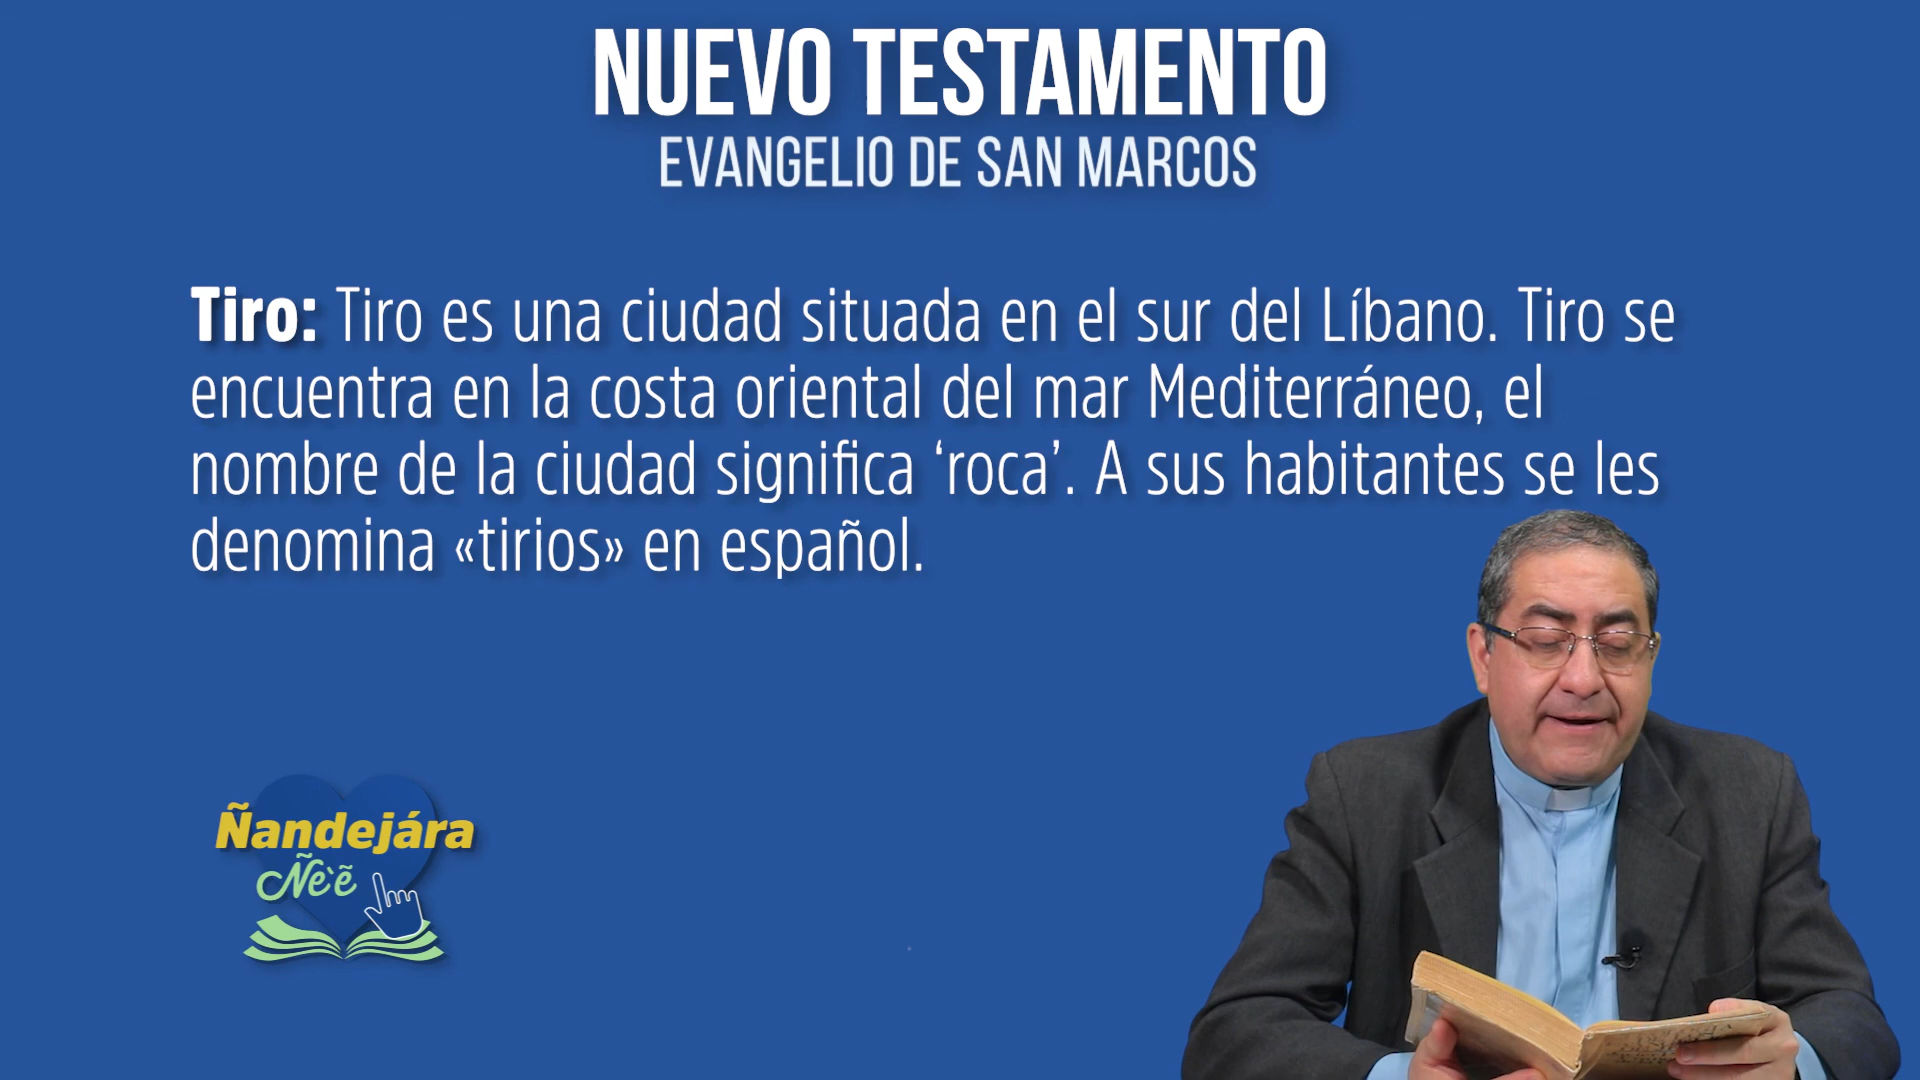 NUEVO TESTAMENTO
EVANGELIO DE SAN MARCOS
Tiro: Tiro es una ciudad situada en el sur del Líbano. Tiro se
encuentra en la costa oriental del mar Mediterráneo, el
nombre de la ciudad significa ‘roca’. A sus habitantes se les
denomina «tirios» en español.
Ñandejára
Ñe'ẽ